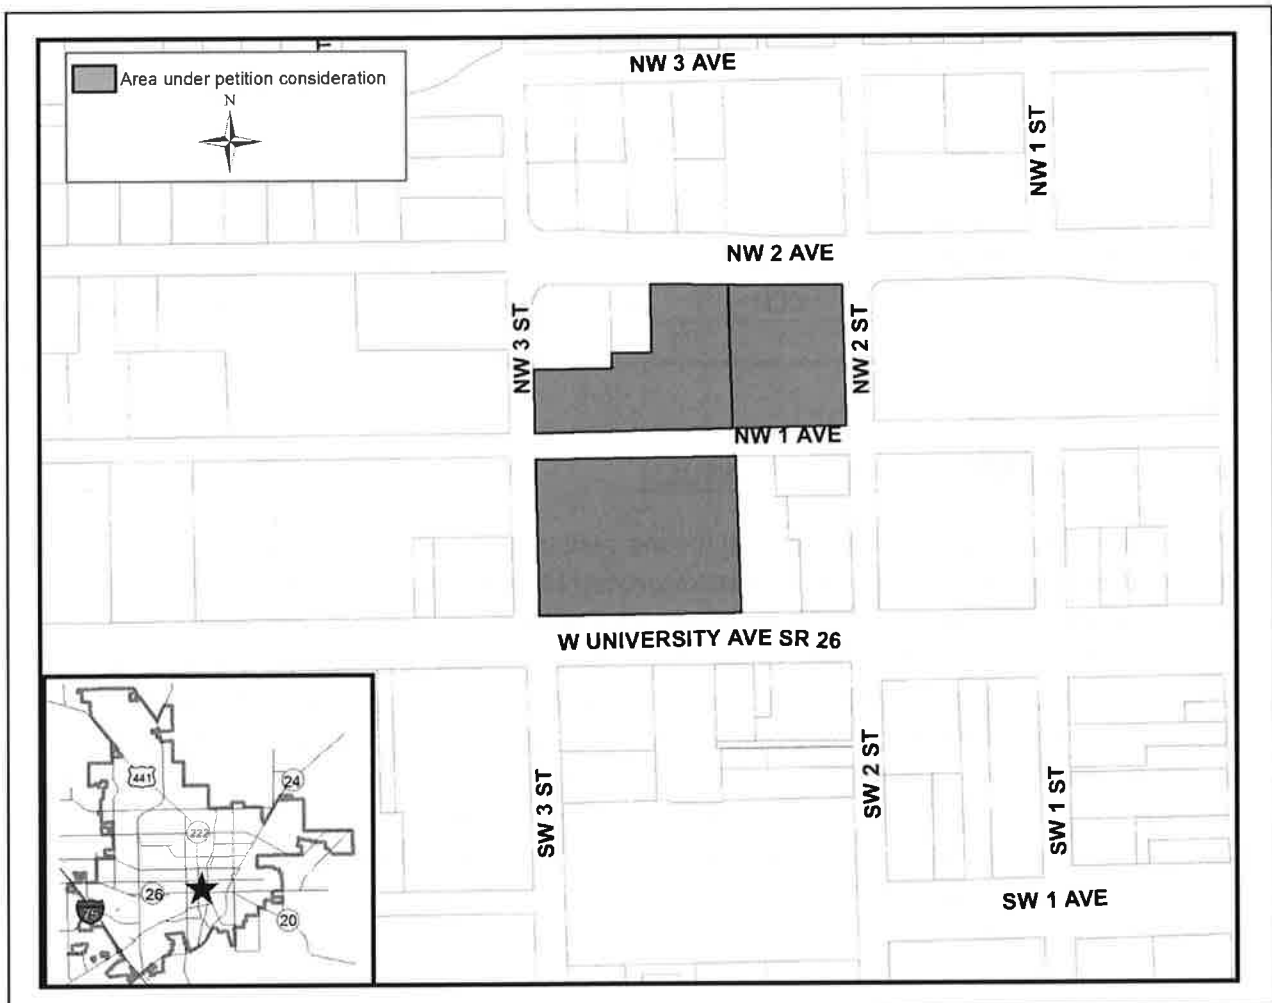 NW 3 AVE
Area under petition consideration
N
NW 1 ST
NW 2 AVE
NW 3 ST
NW 2 ST
NW 1 AVE
W UNIVERSITY AVE SR 26
441
24
222
26
75
20
SW 3 ST
SW 2 ST
SW 1 ST
SW 1 AVE